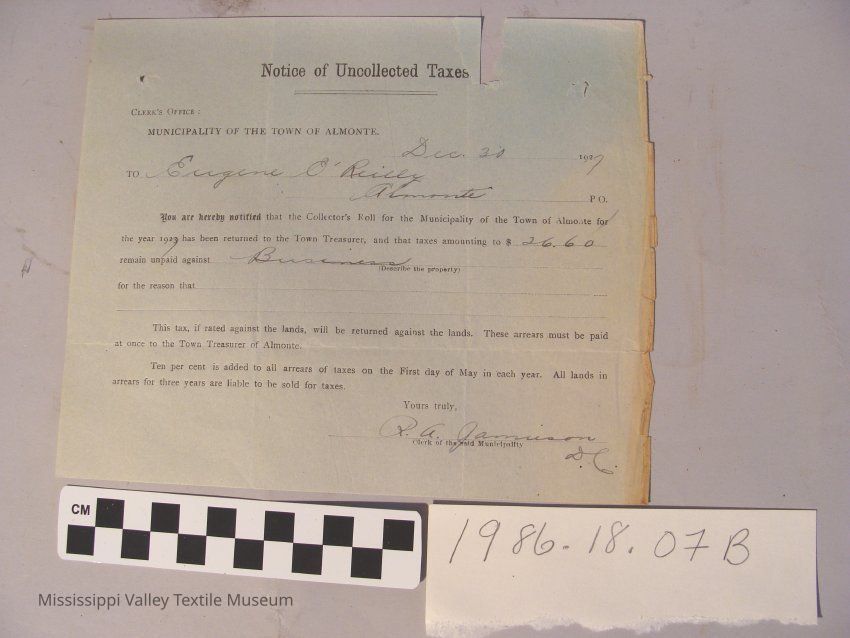 Notice of Uncollected Taxes
CLERK'S OFFICE:
MUNICIPALITY OF THE TOWN OF ALMONTE.
Dec. 30 1927
TO Eugene O'Reilly
Almonte P O.
You are hereby notified that the Collector's Roll for the Municipality of the Town of Almonte for
the year 1927 has been returned to the Town Treasurer, and that taxes amounting to $ 26.60
remain unpaid against Business
(Describe the property)
for the reason that
This tax, if rated against the lands, will be returned against the lands. These arrears must be paid
at once to the Town Treasurer of Almonte.
Ten per cent is added to all arrears of taxes on the First day of May in each year. All lands in
arrears for three years are liable to be sold for taxes.
Yours truly,
R. A. Jamieson
Clerk of the said Municipality
D.C.
CM
1986.18.07B
Mississippi Valley Textile Museum